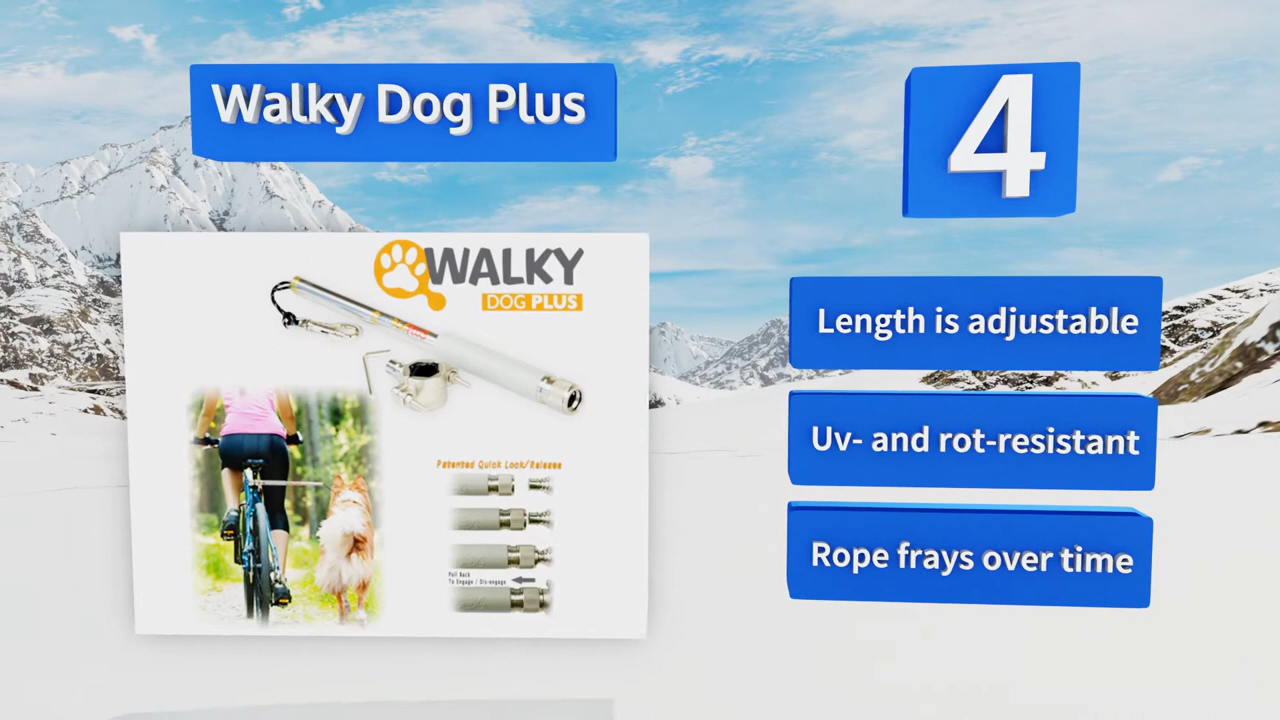 Walky Dog Plus
4
WALKY
DOG PLUS
Length is adjustable
Uv- and rot-resistant
Rope frays over time
Patented Quick Lock/Release
Pull Back
To Engage / Dis-engage